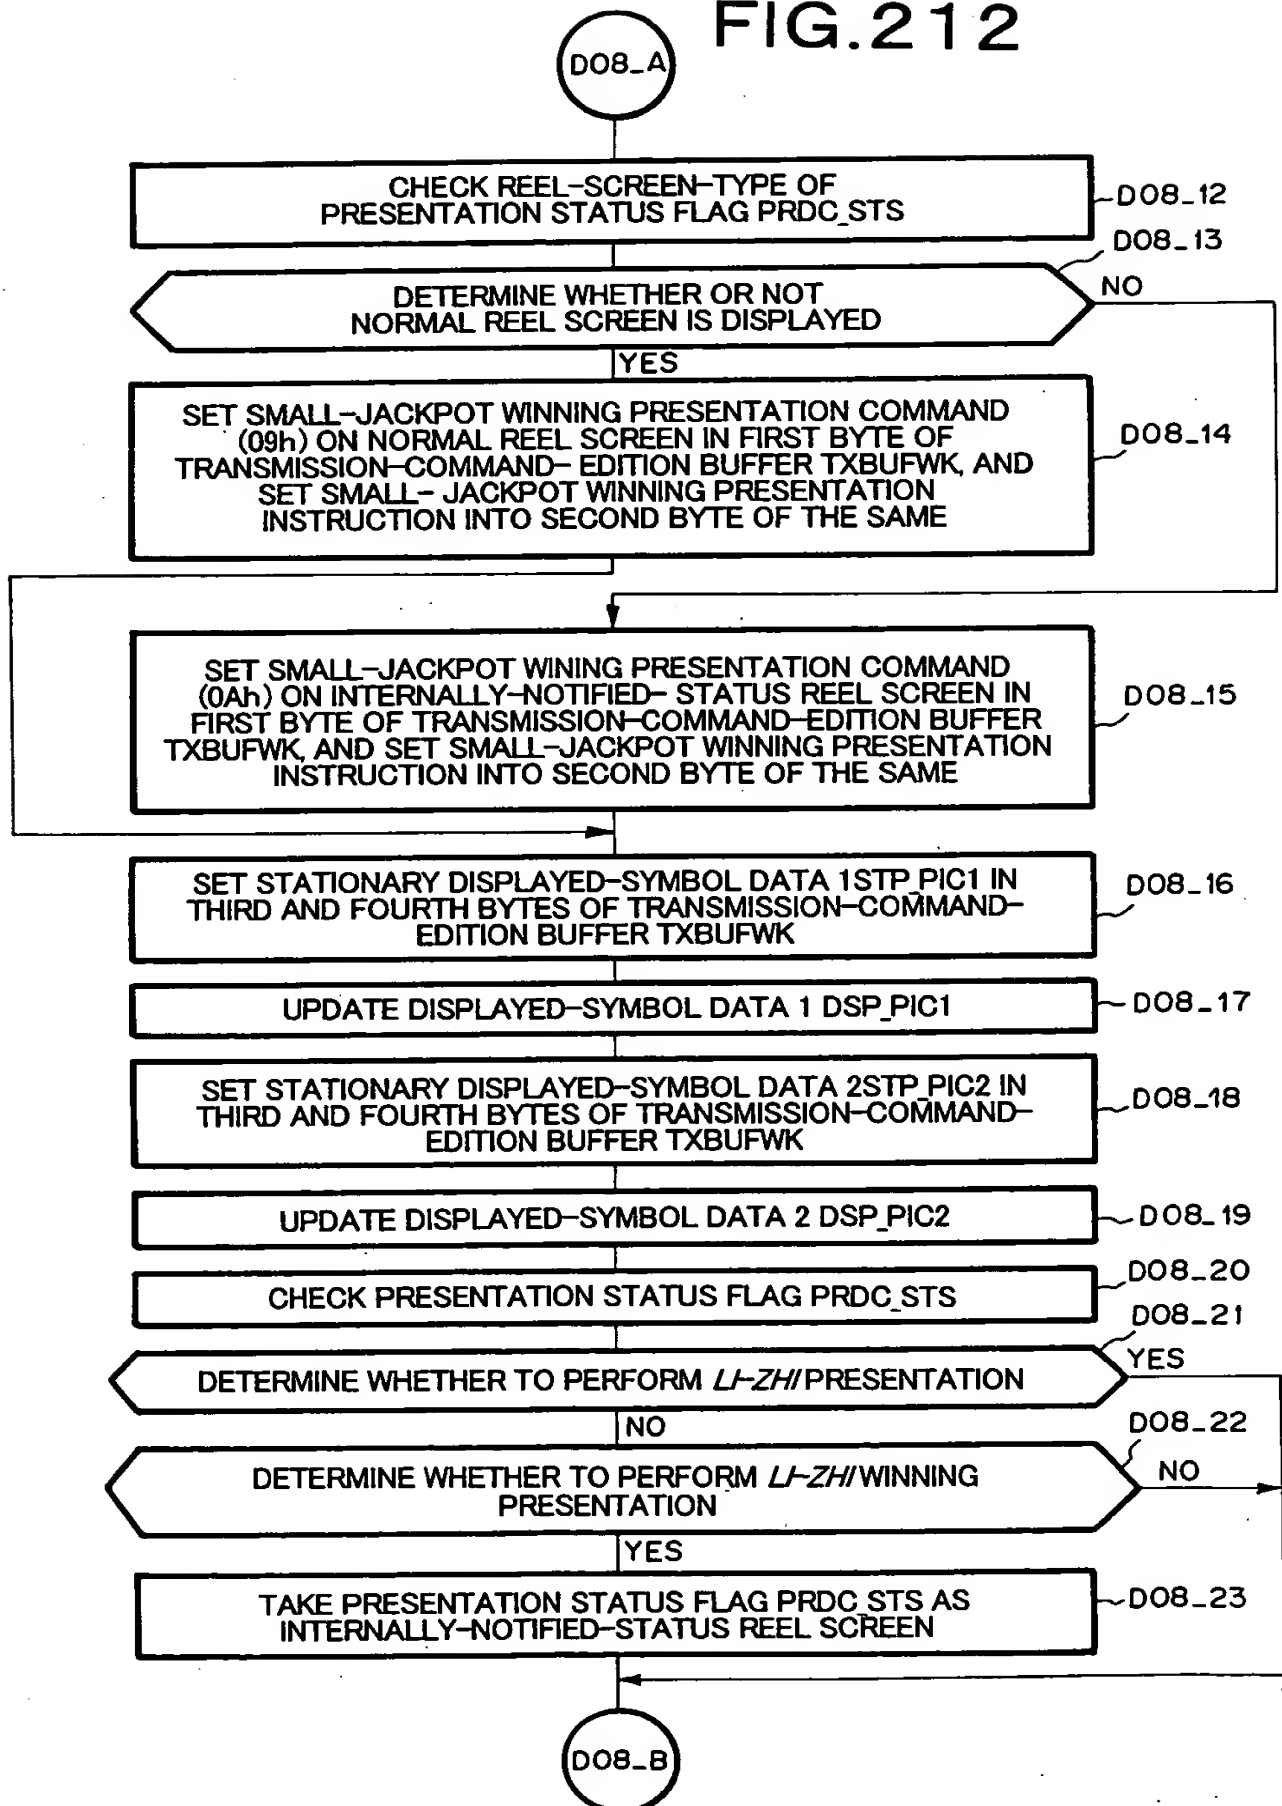 FIG.212
D08_A
CHECK REEL-SCREEN-TYPE OF
PRESENTATION STATUS FLAG PRDC_STS
D08_12
D08_13
DETERMINE WHETHER OR NOT
NORMAL REEL SCREEN IS DISPLAYED
NO
YES
SET SMALL-JACKPOT WINNING PRESENTATION COMMAND
(09h) ON NORMAL REEL SCREEN IN FIRST BYTE OF
TRANSMISSION-COMMAND- EDITION BUFFER TXBUFWK, AND
SET SMALL- JACKPOT WINNING PRESENTATION
INSTRUCTION INTO SECOND BYTE OF THE SAME
D08_14
SET SMALL-JACKPOT WINING PRESENTATION COMMAND
(0Ah) ON INTERNALLY-NOTIFIED- STATUS REEL SCREEN IN
FIRST BYTE OF TRANSMISSION-COMMAND-EDITION BUFFER
TXBUFWK, AND SET SMALL-JACKPOT WINNING PRESENTATION
INSTRUCTION INTO SECOND BYTE OF THE SAME
D08_15
SET STATIONARY DISPLAYED-SYMBOL DATA 1STP_PIC1 IN
THIRD AND FOURTH BYTES OF TRANSMISSION-COMMAND-
EDITION BUFFER TXBUFWK
D08_16
UPDATE DISPLAYED-SYMBOL DATA 1 DSP_PIC1
D08_17
SET STATIONARY DISPLAYED-SYMBOL DATA 2STP_PIC2 IN
THIRD AND FOURTH BYTES OF TRANSMISSION-COMMAND-
EDITION BUFFER TXBUFWK
D08_18
UPDATE DISPLAYED-SYMBOL DATA 2 DSP_PIC2
D08_19
CHECK PRESENTATION STATUS FLAG PRDC_STS
D08_20
D08_21
DETERMINE WHETHER TO PERFORM LI-ZHI PRESENTATION
YES
NO
D08_22
DETERMINE WHETHER TO PERFORM LI-ZHI WINNING
PRESENTATION
NO
YES
TAKE PRESENTATION STATUS FLAG PRDC_STS AS
INTERNALLY-NOTIFIED-STATUS REEL SCREEN
D08_23
D08_B